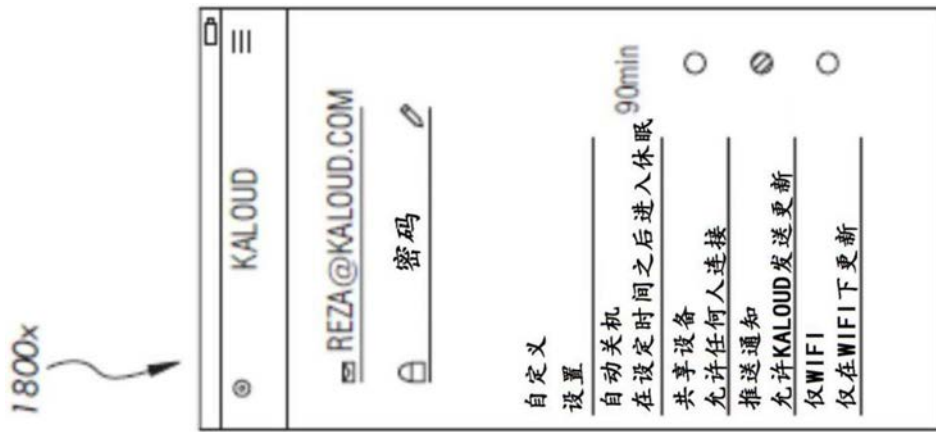 1800x
KALOUD
REZA@KALOUD.COM
密码
自定义
设置
自动关机
在设定时间之后进入休眠
90min
共享设备
允许任何人连接
推送通知
允许KALOUD发送更新
仅WIFI
仅在WIFI下更新